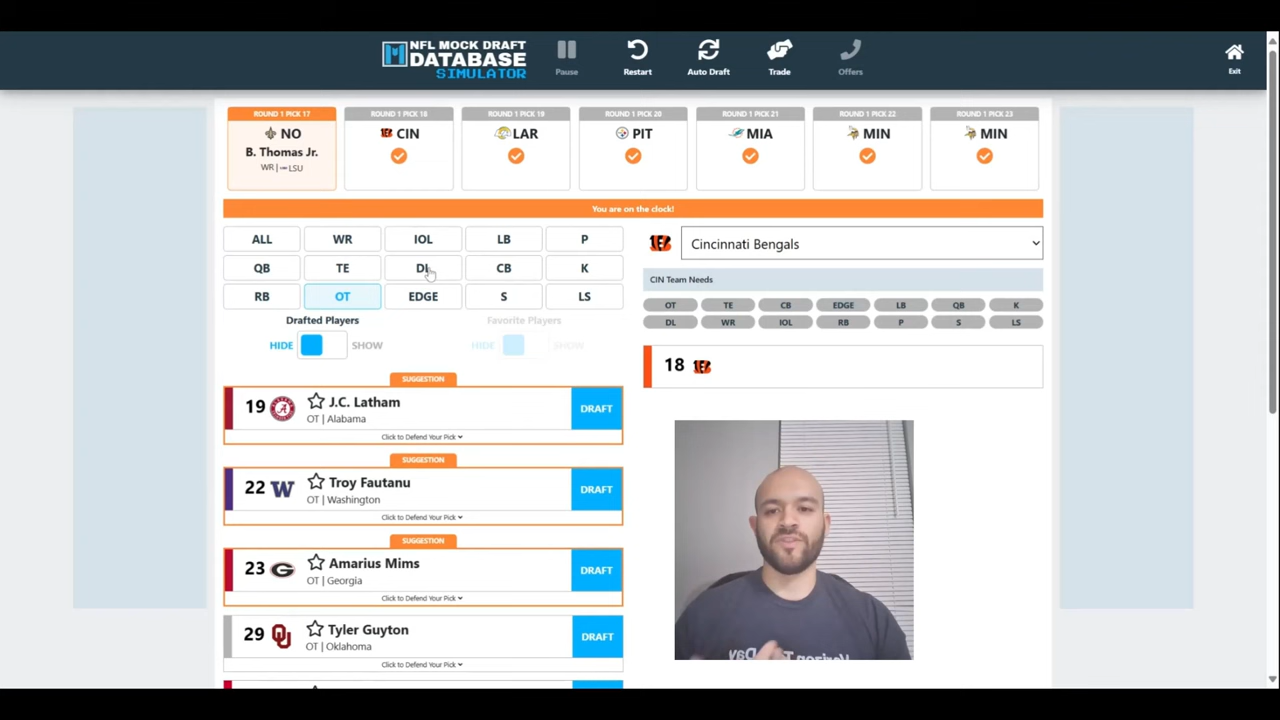 NFL MOCK DRAFT
DATABASE
SIMULATOR
Pause
Restart
Auto Draft
Trade
Offers
Exit
ROUND 1 PICK 17
NO
B. Thomas Jr.
WR | LSU
ROUND 1 PICK 18
CIN
ROUND 1 PICK 19
LAR
ROUND 1 PICK 20
PIT
ROUND 1 PICK 21
MIA
ROUND 1 PICK 22
MIN
ROUND 1 PICK 23
MIN
You are on the clock!
ALL WR IOL LB P
QB TE DL CB K
RB OT EDGE S LS
Drafted Players
HIDE SHOW
Favorite Players
HIDE SHOW
SUGGESTION
19 J.C. Latham
OT | Alabama
DRAFT
Click to Defend Your Pick
SUGGESTION
22 Troy Fautanu
OT | Washington
DRAFT
Click to Defend Your Pick
SUGGESTION
23 Amarius Mims
OT | Georgia
DRAFT
Click to Defend Your Pick
29 Tyler Guyton
OT | Oklahoma
DRAFT
Click to Defend Your Pick
Cincinnati Bengals
CIN Team Needs
OT TE CB EDGE LB QB K
DL WR IOL RB P S LS
18